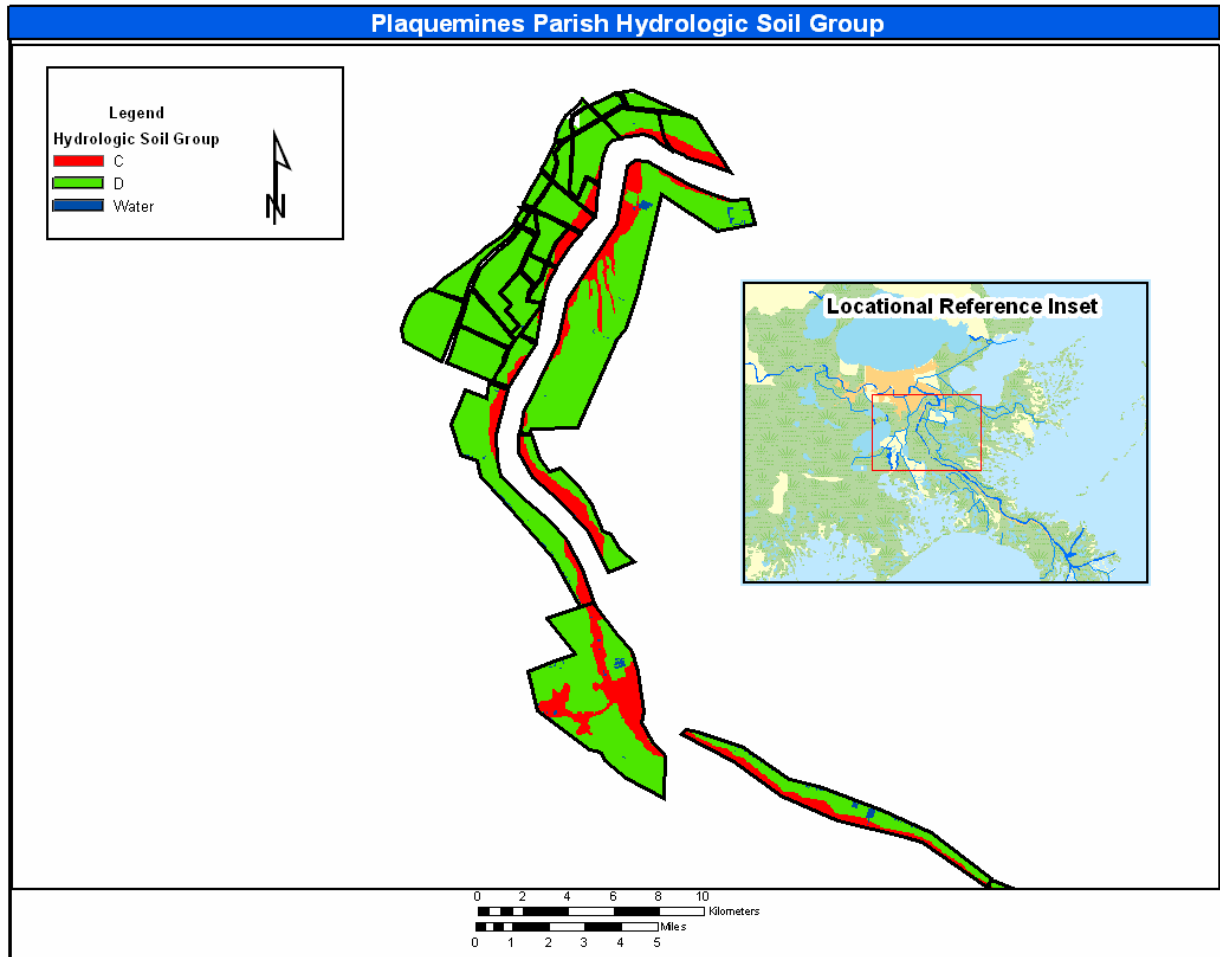 Plaquemines Parish Hydrologic Soil Group
Legend
Hydrologic Soil Group
C
D
Water
N
Locational Reference Inset
0 2 4 6 8 10
Kilometers
Miles
0 1 2 3 4 5